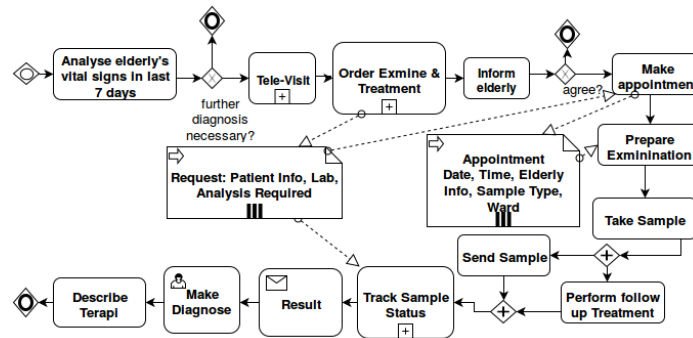 Analyse elderly's
vital signs in last
7 days
further
diagnosis
necessary?
Tele-Visit
Order Exmine &
Treatment
Inform
elderly
agree?
Make
appointment
Request: Patient Info, Lab,
Analysis Required
Appointment
Date, Time, Elderly
Info, Sample Type,
Ward
Prepare
Exminination
Take Sample
Send Sample
Perform follow
up Treatment
Track Sample
Status
Result
Make
Diagnose
Describe
Terapi